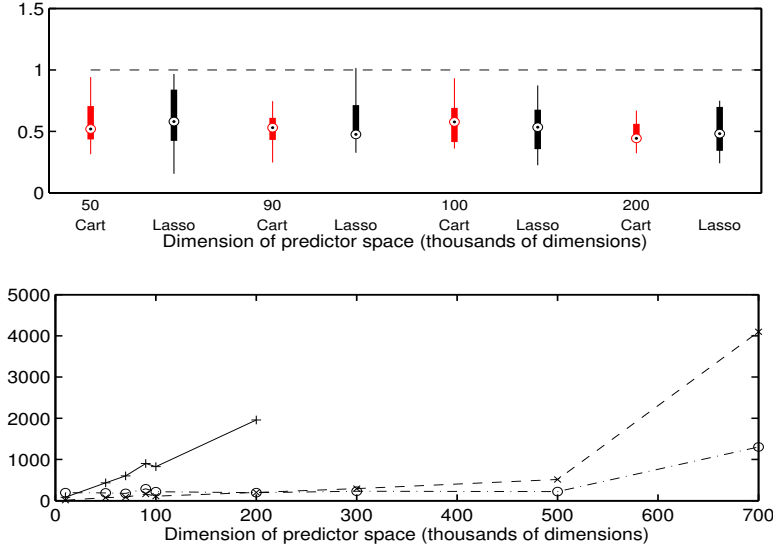 1.5
1
0.5
0
50 90 100 200
Cart Lasso Cart Lasso Cart Lasso Cart Lasso
Dimension of predictor space (thousands of dimensions)
5000
4000
3000
2000
1000
0
0 100 200 300 400 500 600 700
Dimension of predictor space (thousands of dimensions)